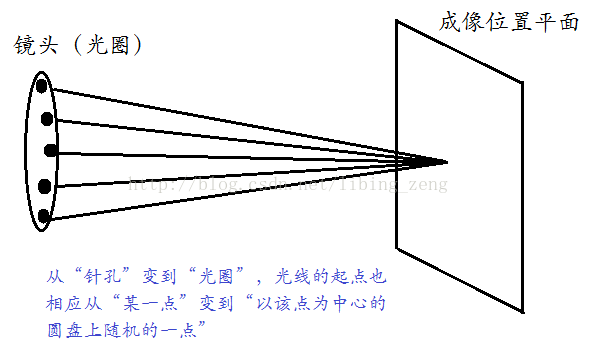 成像位置平面
镜头（光圈）
http://blog.csdn.net/libing_zeng
从“针孔”变到“光圈”，光线的起点也
相应从“某一点”变到“以该点为中心的
圆盘上随机的一点”